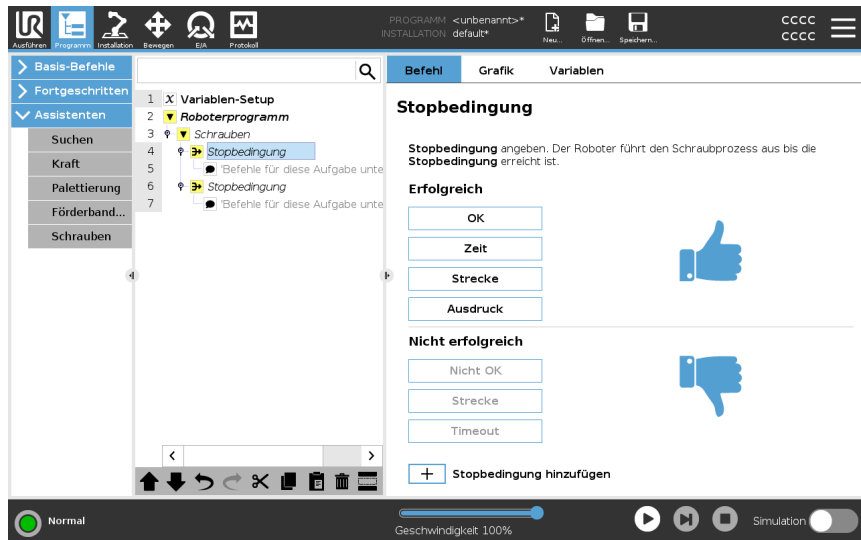 UR
PROGRAMM <unbenannt>*
INSTALLATION default*
CCCC
CCCC
Ausführen Programm Installation Bewegen E/A Protokoll Neu... Öffnen... Speichern...
Basis-Befehle
Fortgeschritten
Assistenten
Suchen
Kraft
Palettierung
Förderband...
Schrauben
1 X Variablen-Setup
2 Roboterprogramm
3 Schrauben
4 Stopbedingung
5 'Befehle für diese Aufgabe unte
6 Stopbedingung
7 'Befehle für diese Aufgabe unte
Befehl Grafik Variablen
Stopbedingung
Stopbedingung angeben. Der Roboter führt den Schraubprozess aus bis die
Stopbedingung erreicht ist.
Erfolgreich
OK
Zeit
Strecke
Ausdruck
Nicht erfolgreich
Nicht OK
Strecke
Timeout
+ Stopbedingung hinzufügen
Normal
Geschwindigkeit 100%
Simulation